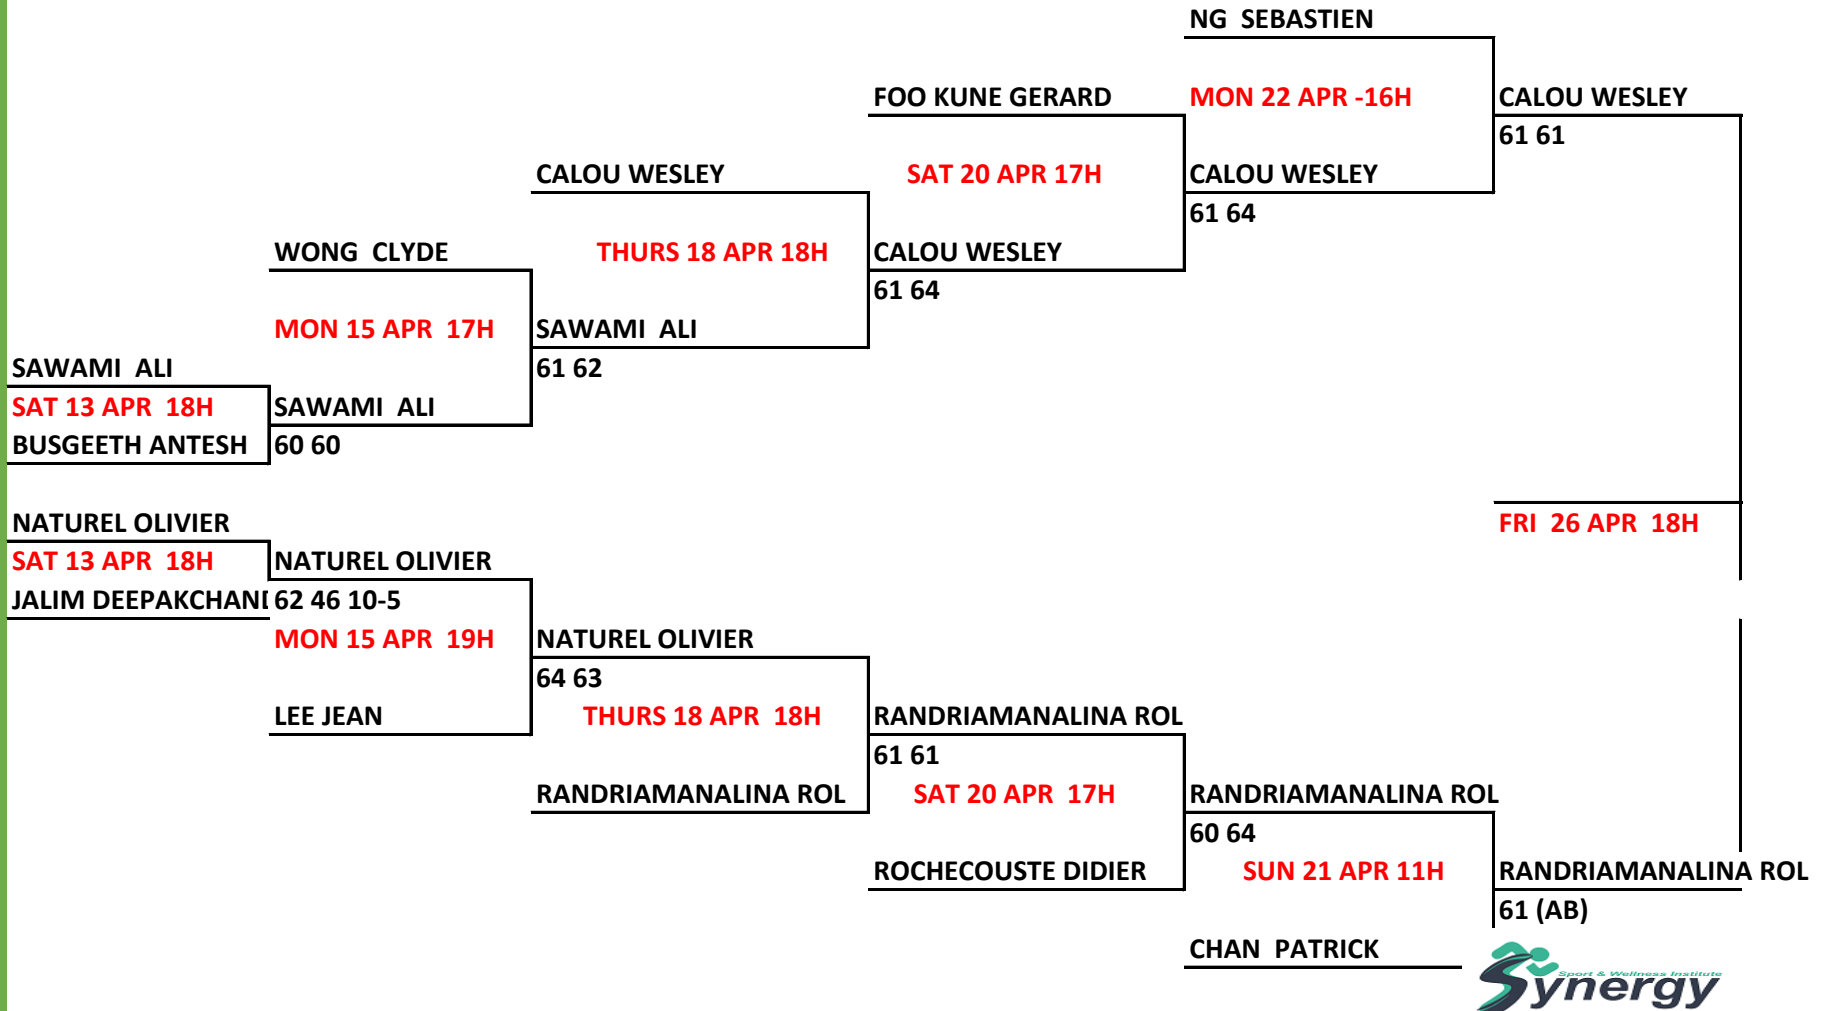 NG  SEBASTIEN
FOO KUNE GERARD
MON 22 APR -16H
CALOU WESLEY
61 61
CALOU WESLEY
SAT 20 APR 17H
CALOU WESLEY
61 64
WONG  CLYDE
THURS 18 APR 18H
CALOU WESLEY
61 64
MON 15 APR  17H
SAWAMI  ALI
61 62
SAWAMI  ALI
SAT 13 APR  18H
SAWAMI  ALI
BUSGEETH ANTESH
60 60
NATUREL OLIVIER
FRI  26 APR  18H
SAT 13 APR  18H
NATUREL OLIVIER
JALIM DEEPAKCHAND
62 46 10-5
MON 15 APR  19H
NATUREL OLIVIER
64 63
LEE JEAN
THURS 18 APR  18H
RANDRIAMANALINA ROL
61 61
RANDRIAMANALINA ROL
SAT 20 APR  17H
RANDRIAMANALINA ROL
60 64
ROCHECOUSTE DIDIER
SUN 21 APR 11H
RANDRIAMANALINA ROL
61 (AB)
CHAN  PATRICK
Sport & Wellness Institute
Synergy